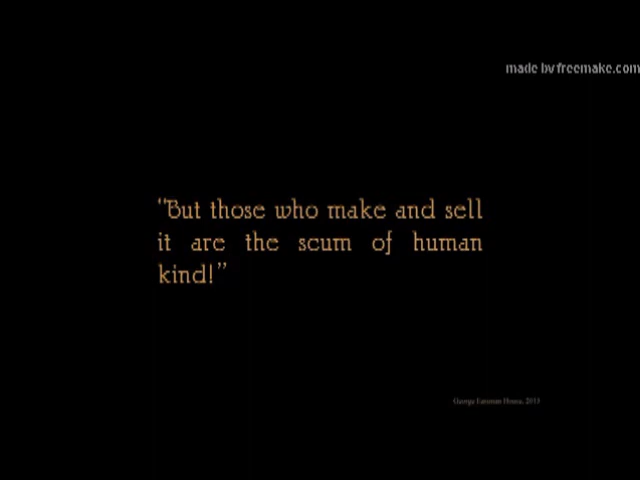 made by freemake.com
“But those who make and sell
it are the scum of human
kind!”
George Eastman House, 2013